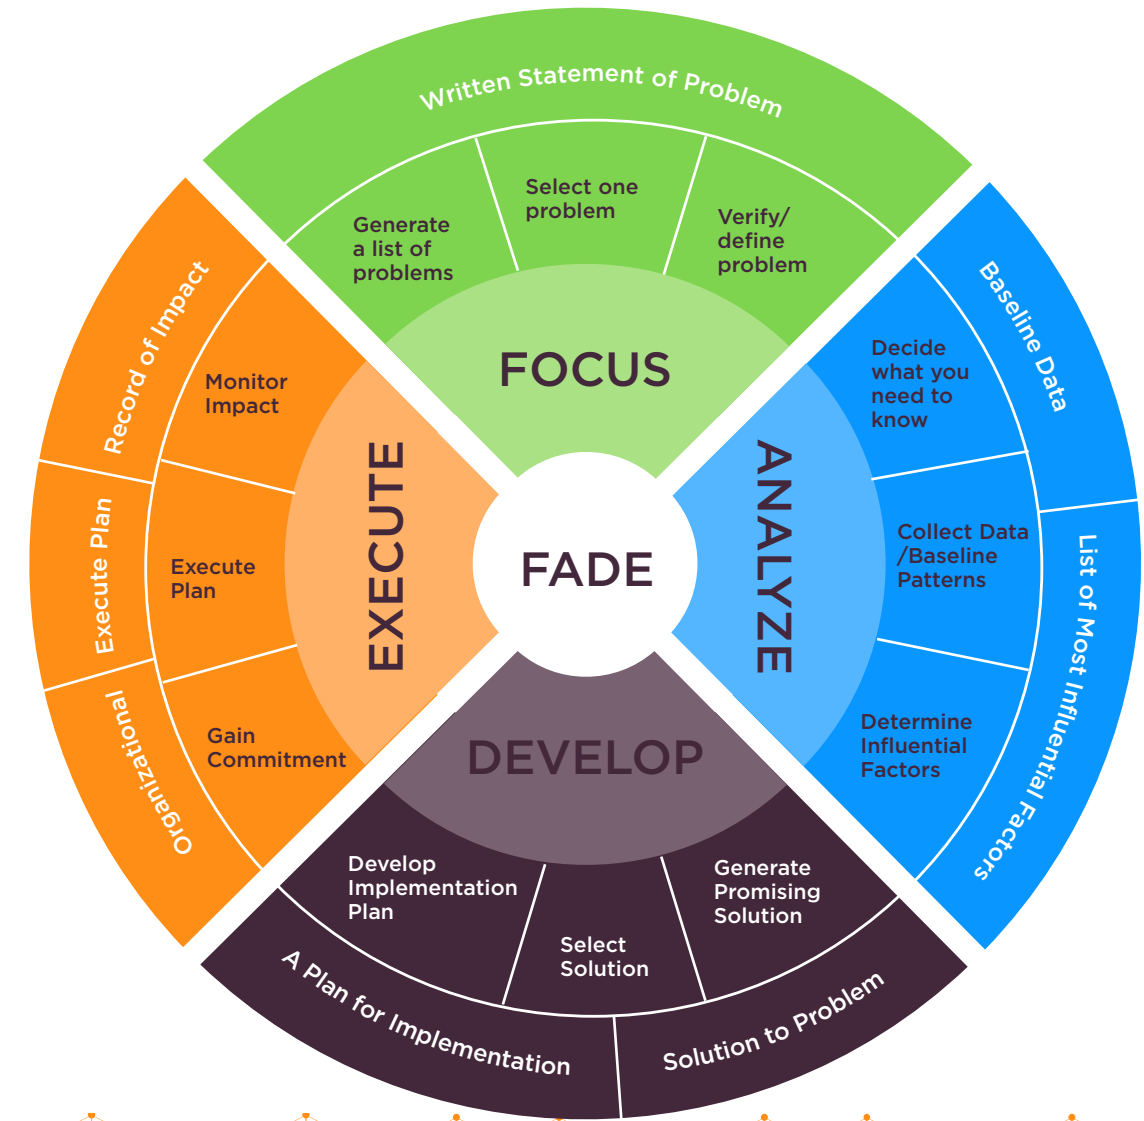 Written Statement of Problem
Generate
a list of
problems
Select one
problem
Verify/
define
problem
FOCUS
Baseline Data
List of Most Influential Factors
Decide
what you
need to
know
Collect Data
/Baseline
Patterns
Determine
Influential
Factors
ANALYZE
Solution to Problem
A Plan for Implementation
Generate
Promising
Solution
Select
Solution
Develop
Implementation
Plan
DEVELOP
Organizational
Execute Plan
Record of Impact
Gain
Commitment
Execute
Plan
Monitor
Impact
EXECUTE
FADE